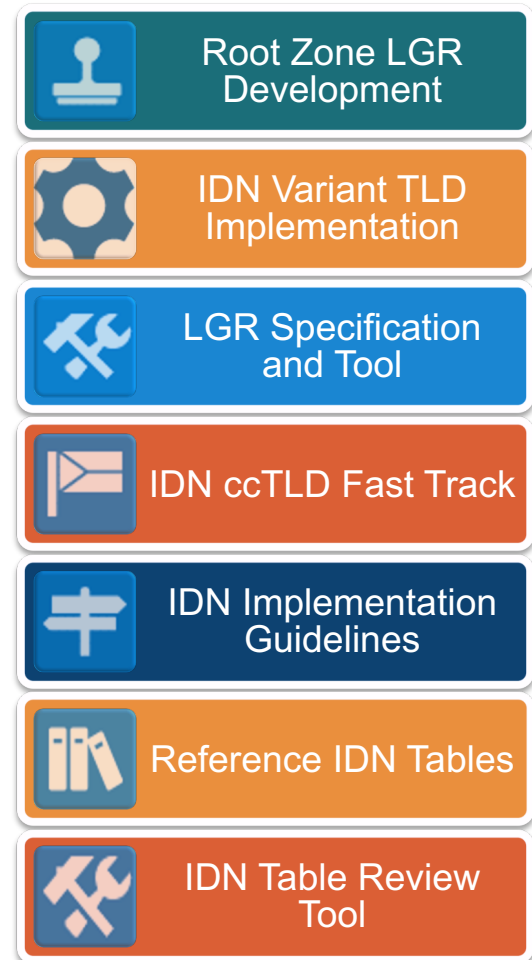 Root Zone LGR
Development
IDN Variant TLD
Implementation
LGR Specification
and Tool
IDN ccTLD Fast Track
IDN Implementation
Guidelines
Reference IDN Tables
IDN Table Review
Tool